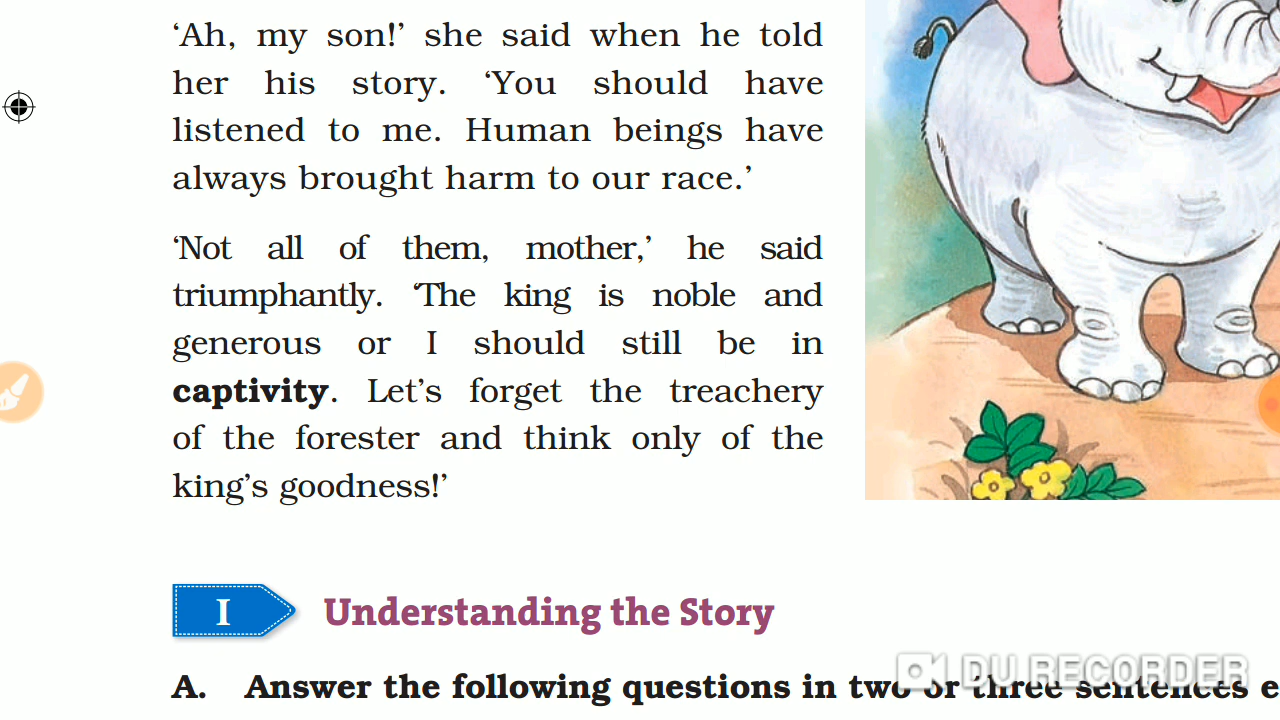 ‘Ah, my son!’ she said when he told
her his story. ‘You should have
listened to me. Human beings have
always brought harm to our race.’
‘Not all of them, mother,’ he said
triumphantly. ‘The king is noble and
generous or I should still be in
captivity. Let’s forget the treachery
of the forester and think only of the
king’s goodness!’
I Understanding the Story
A. Answer the following questions in two or three sentences e
DU RECORDER